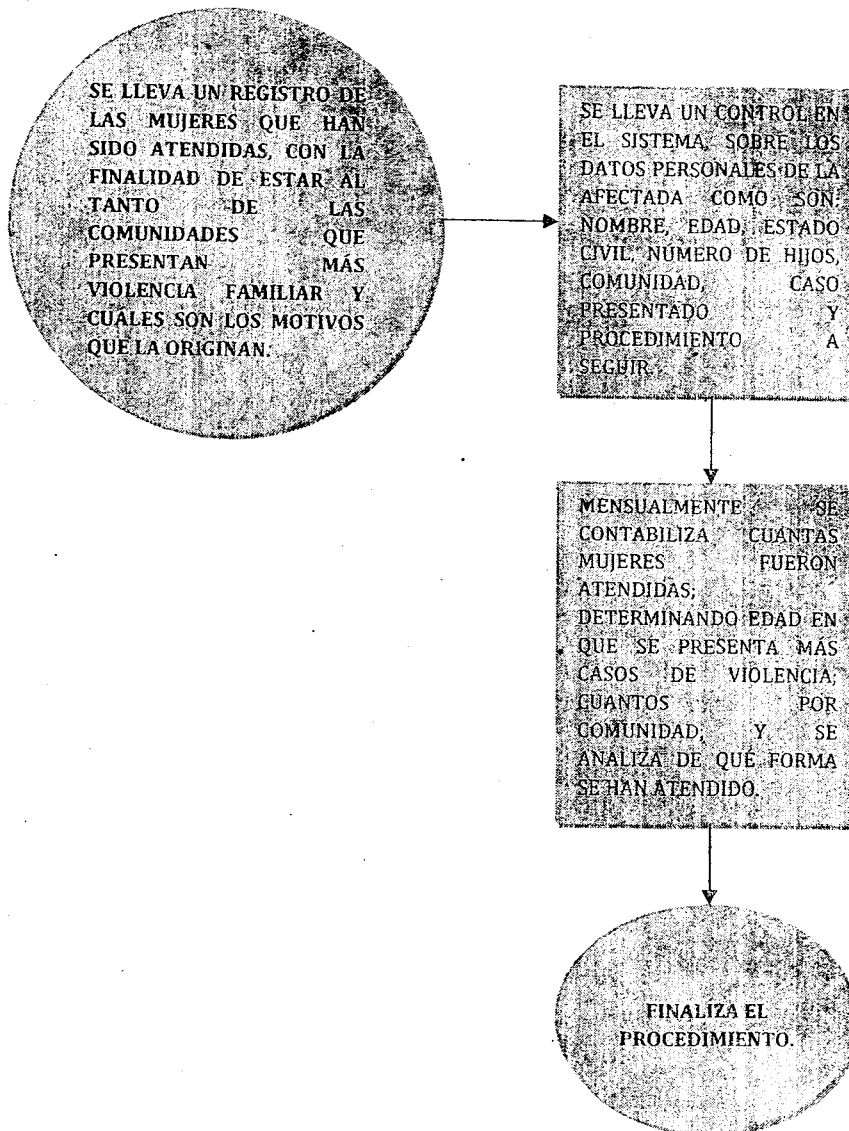 SE LLEVA UN REGISTRO DE
LAS MUJERES QUE HAN
SIDO ATENDIDAS, CON LA
FINALIDAD DE ESTAR AL
TANTO DE LAS
COMUNIDADES QUE
PRESENTAN MÁS
VIOLENCIA FAMILIAR Y
CUÁLES SON LOS MOTIVOS
QUE LA ORIGINAN.
SE LLEVA UN CONTROL EN
EL SISTEMA, SOBRE LOS
DATOS PERSONALES DE LA
AFECTADA COMO SON:
NOMBRE, EDAD, ESTADO
CIVIL, NÚMERO DE HIJOS,
COMUNIDAD, CASO
PRESENTADO Y
PROCEDIMIENTO A
SEGUIR.
MENSUALMENTE SE
CONTABILIZA CUANTAS
MUJERES FUERON
ATENDIDAS;
DETERMINANDO EDAD EN
QUE SE PRESENTA MÁS
CASOS DE VIOLENCIA;
CUANTOS POR
COMUNIDAD, Y SE
ANALIZA DE QUÉ FORMA
SE HAN ATENDIDO.
FINALIZA EL
PROCEDIMIENTO.